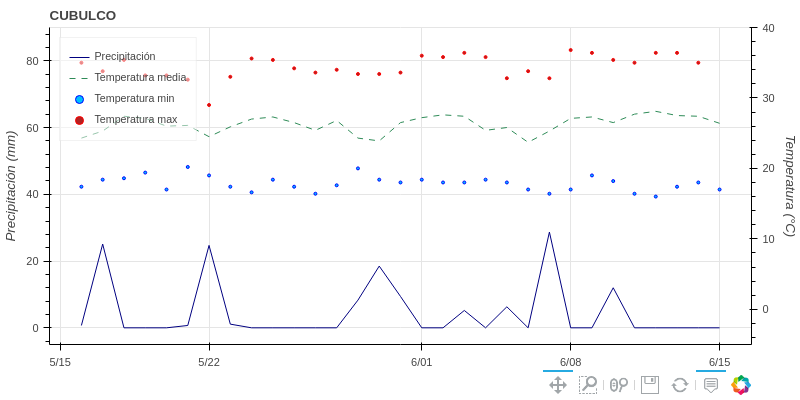 CUBULCO
Precipitación
Temperatura media
Temperatura min
Temperatura max
Precipitación (mm)
80
60
40
20
0
Temperatura (°C)
40
30
20
10
0
5/15
5/22
6/01
6/08
6/15